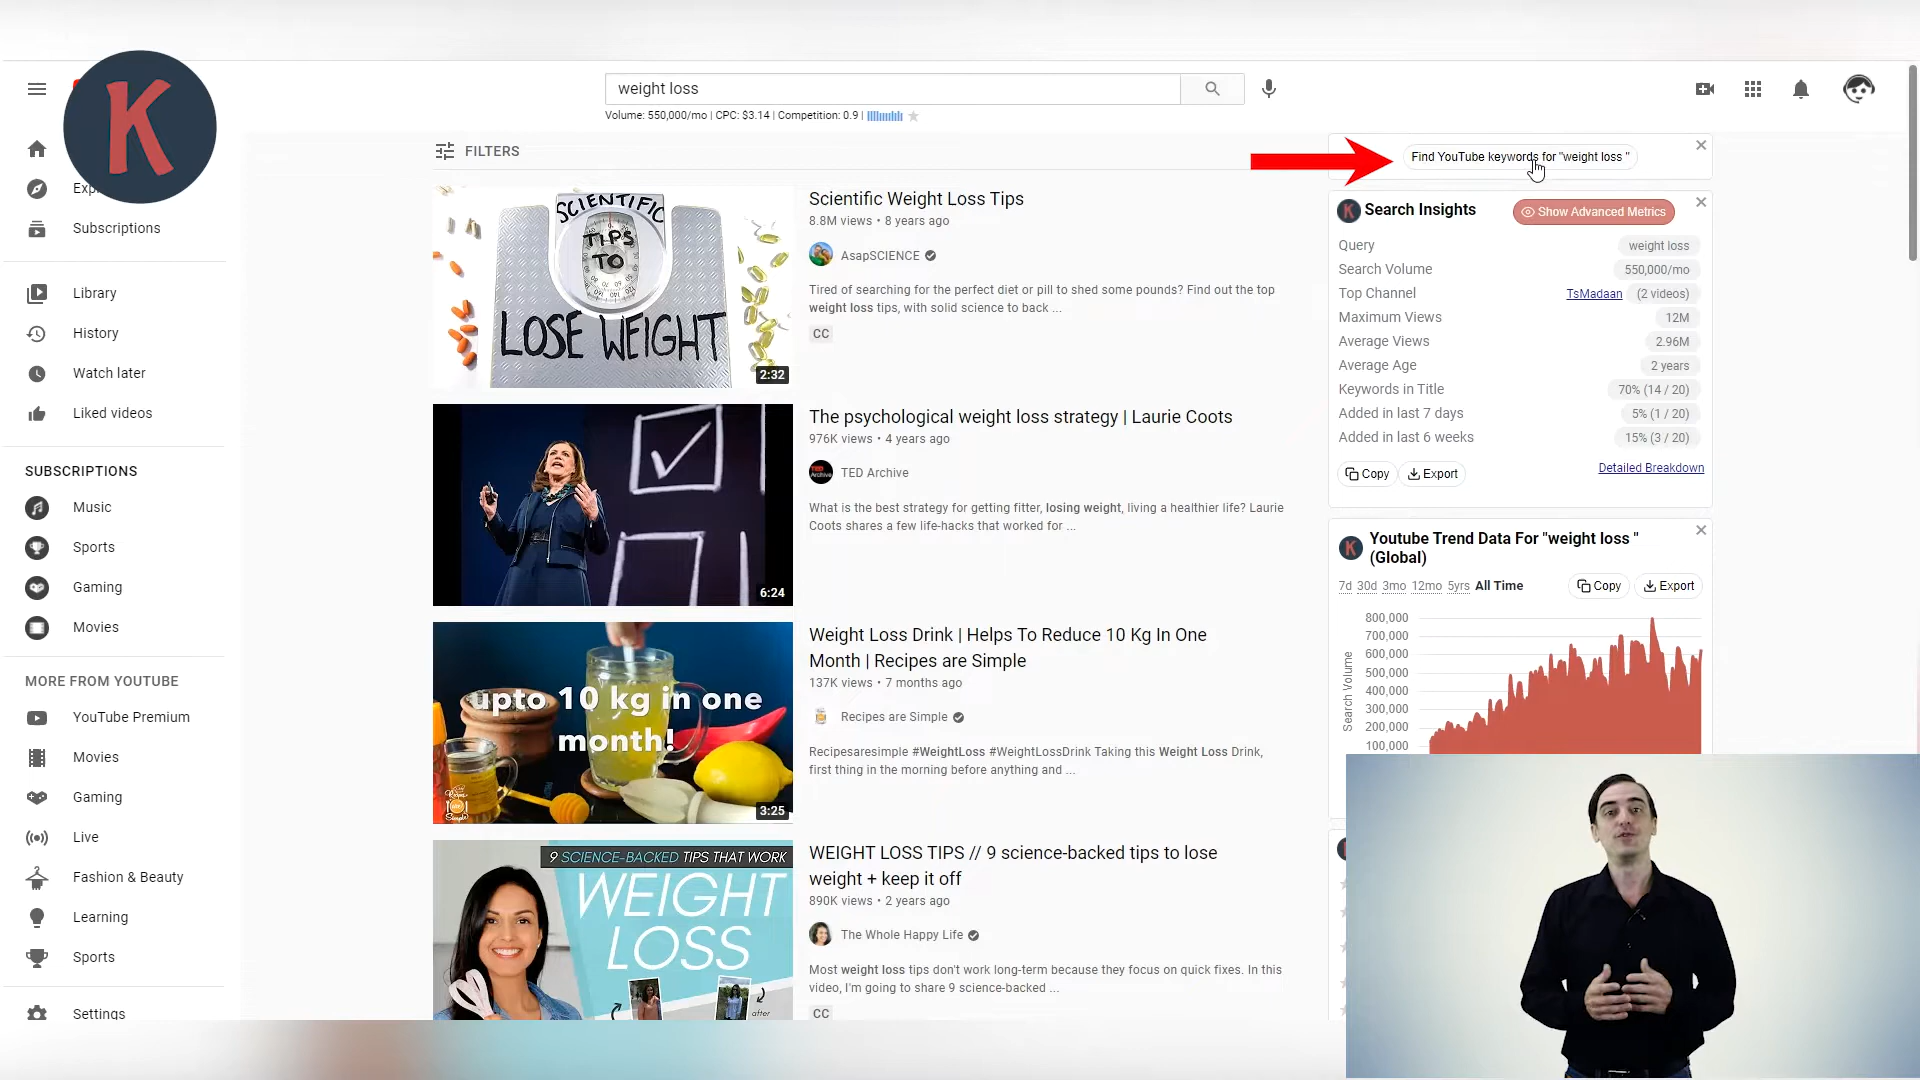 K
weight loss
Volume: 550,000/mo | CPC: $3.14 | Competition: 0.9 |
Subscriptions
Library
History
Watch later
Liked videos
SUBSCRIPTIONS
Music
Sports
Gaming
Movies
MORE FROM YOUTUBE
YouTube Premium
Movies
Gaming
Live
Fashion & Beauty
Learning
Sports
Settings
FILTERS
SCIENTIFIC
TIPS
TO
LOSE WEIGHT
2:32
Scientific Weight Loss Tips
8.8M views • 8 years ago
AsapSCIENCE
Tired of searching for the perfect diet or pill to shed some pounds? Find out the top
weight loss tips, with solid science to back ...
CC
6:24
The psychological weight loss strategy | Laurie Coots
976K views • 4 years ago
TED Archive
What is the best strategy for getting fitter, losing weight, living a healthier life? Laurie
Coots shares a few life-hacks that worked for ...
upto 10 kg in one
month!
3:25
Weight Loss Drink | Helps To Reduce 10 Kg In One
Month | Recipes are Simple
137K views • 7 months ago
Recipes are Simple
Recipesaresimple #WeightLoss #WeightLossDrink Taking this Weight Loss Drink,
first thing in the morning before anything and ...
9 SCIENCE-BACKED TIPS THAT WORK
WEIGHT
LOSS
after
WEIGHT LOSS TIPS // 9 science-backed tips to lose
weight + keep it off
890K views • 2 years ago
The Whole Happy Life
Most weight loss tips don't work long-term because they focus on quick fixes. In this
video, I'm going to share 9 science-backed ...
CC
Find YouTube keywords for "weight loss "
K Search Insights
Show Advanced Metrics
Query weight loss
Search Volume 550,000/mo
Top Channel TsMadaan (2 videos)
Maximum Views 12M
Average Views 2.96M
Average Age 2 years
Keywords in Title 70% (14 / 20)
Added in last 7 days 5% (1 / 20)
Added in last 6 weeks 15% (3 / 20)
Copy Export Detailed Breakdown
K Youtube Trend Data For "weight loss "
(Global)
7d 30d 3mo 12mo 5yrs All Time Copy Export
Search Volume
800,000
700,000
600,000
500,000
400,000
300,000
200,000
100,000